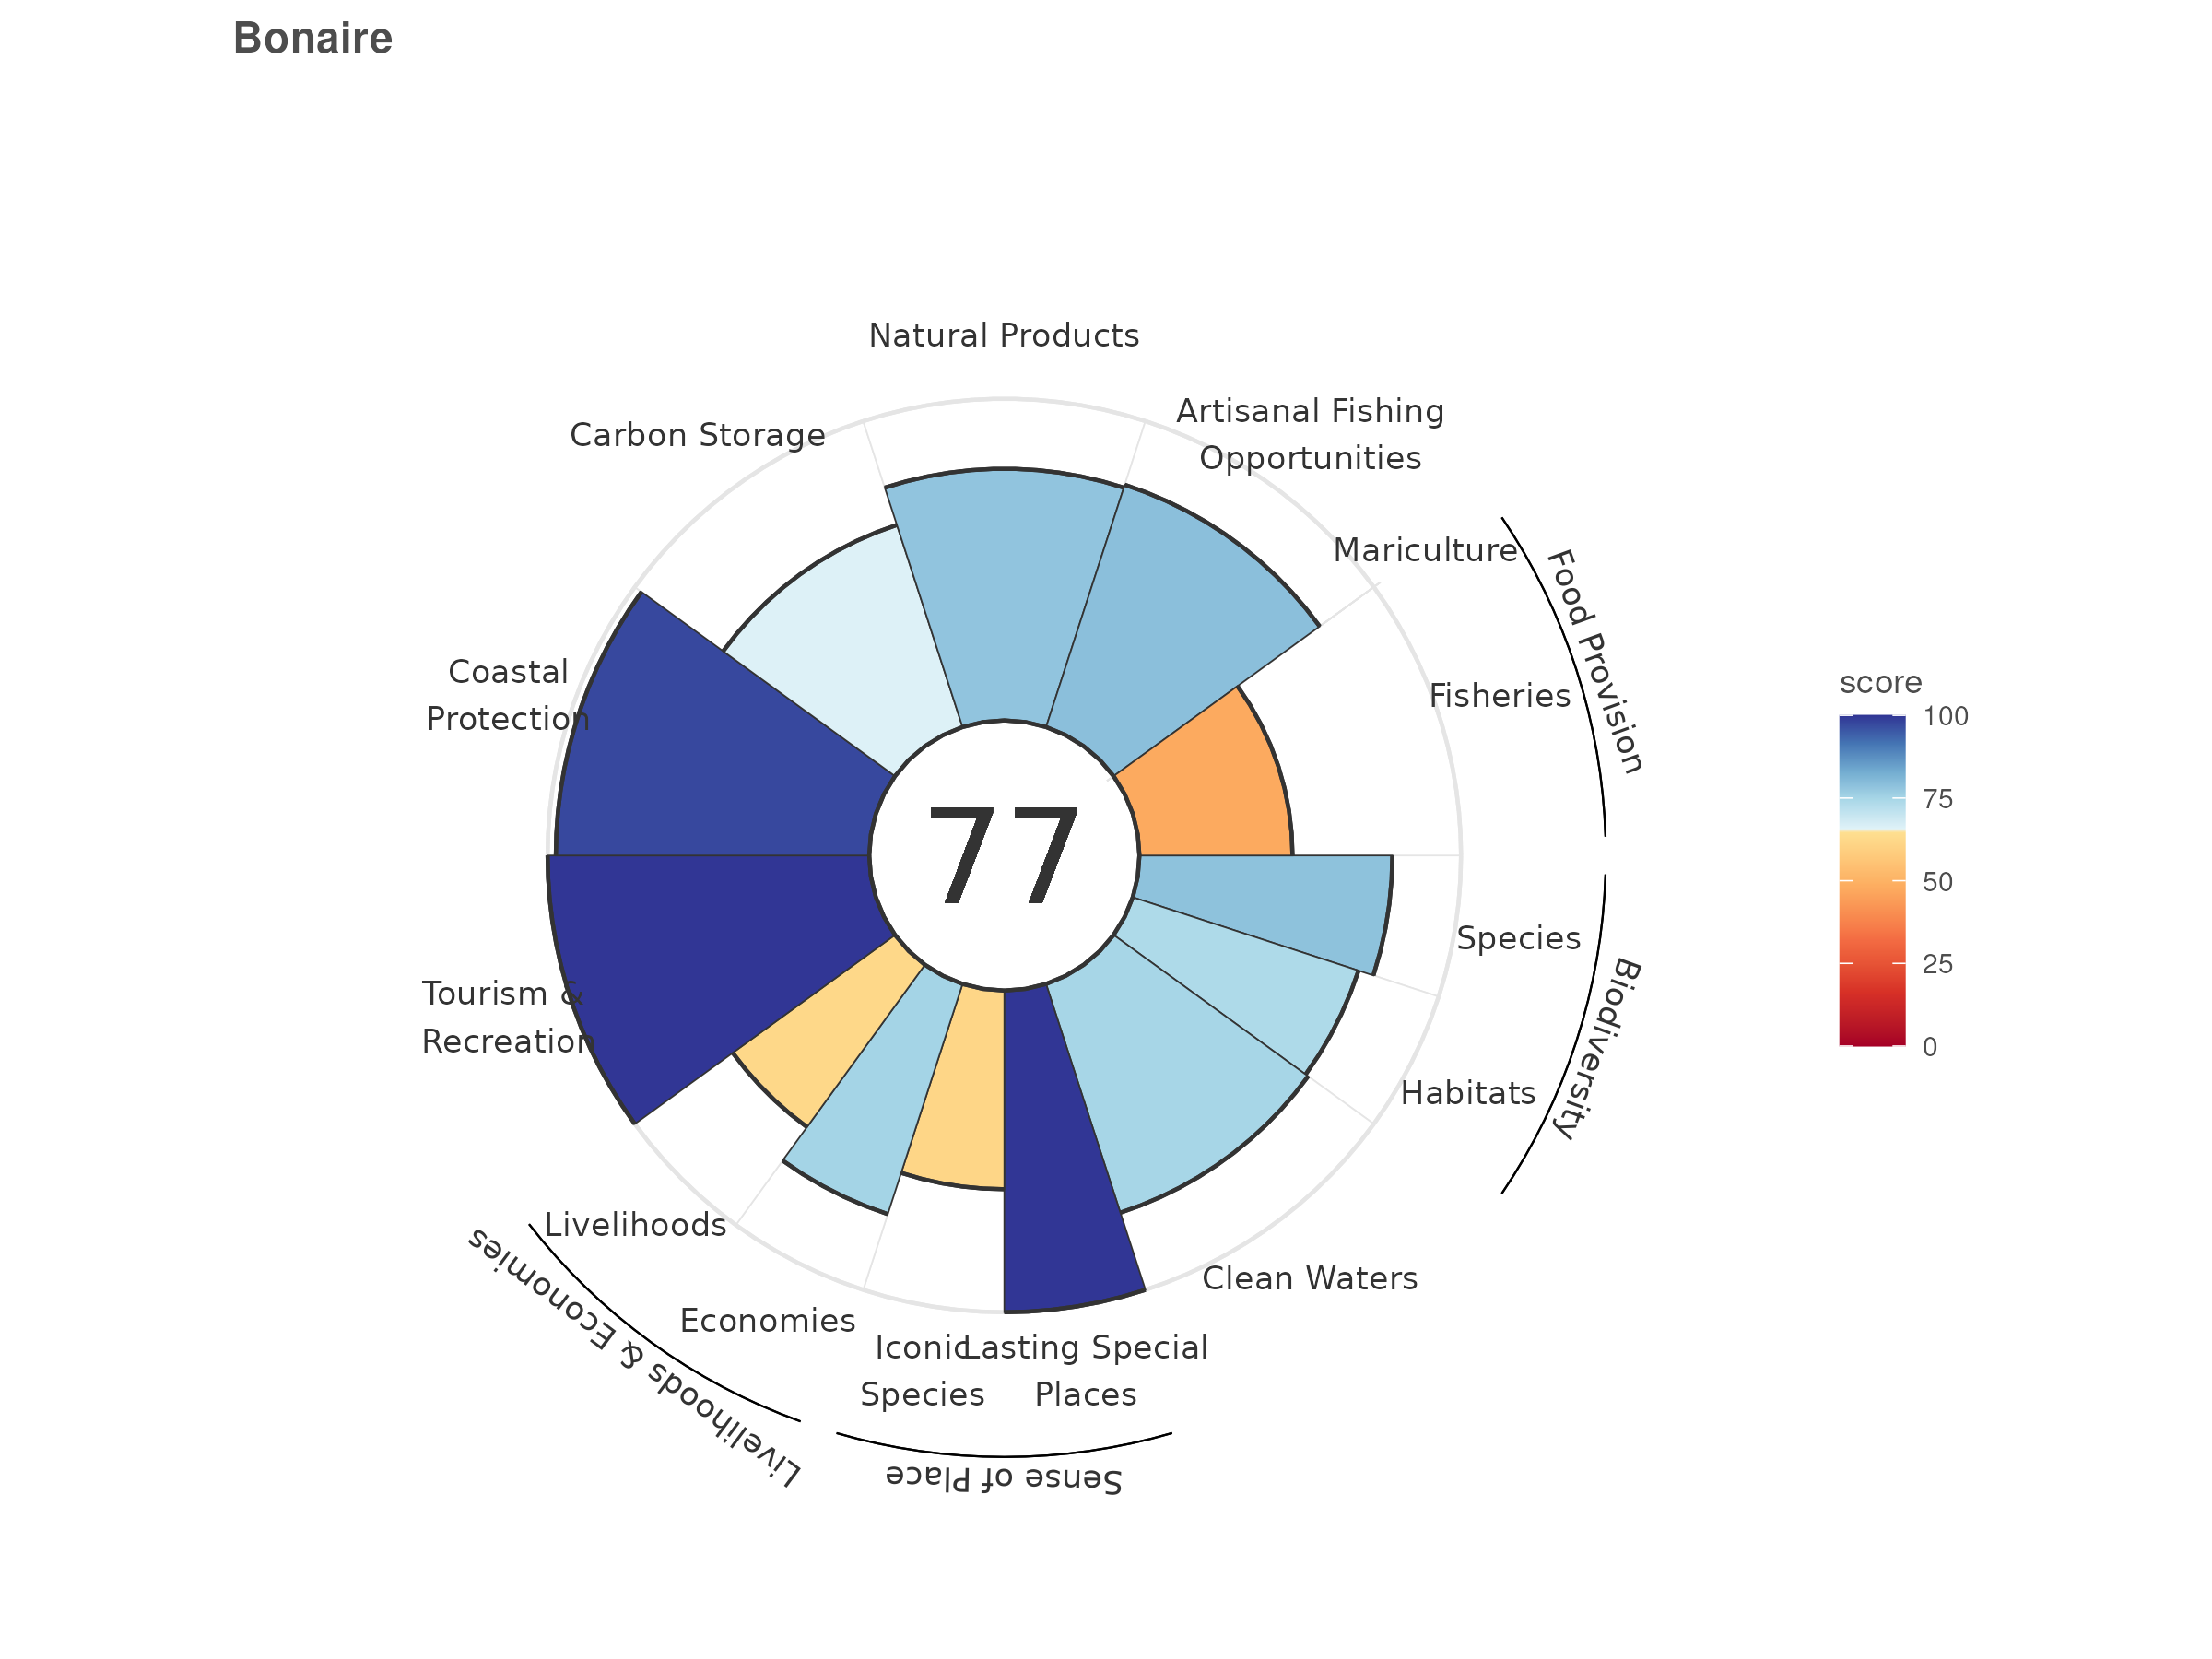 Bonaire
Natural Products
Artisanal Fishing
Opportunities
Carbon Storage
Mariculture
Food Provision
Fisheries
Coastal
Protection
score
100
75
50
25
0
77
Species
Biodiversity
Habitats
Tourism &
Recreation
Livelihoods
Clean Waters
Economies
Livelihoods & Economies
Iconic
Species
Lasting Special
Places
Sense of Place